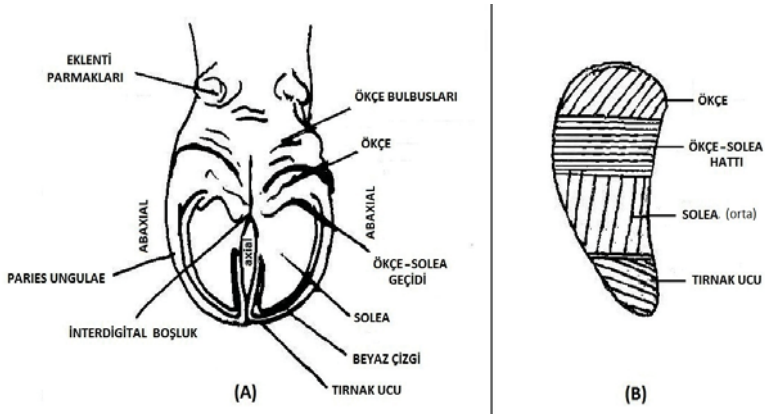 EKLENTİ
PARMAKLARI
ÖKÇE BULBUSLARI
ÖKÇE
ABAXIAL
ABAXIAL
axial
PARIES UNGULAE
ÖKÇE–SOLEA
GEÇİDİ
İNTERDİGİTAL BOŞLUK
SOLEA
BEYAZ ÇİZGİ
TIRNAK UCU
(A)
ÖKÇE
ÖKÇE–SOLEA
HATTI
SOLEA (orta)
TIRNAK UCU
(B)